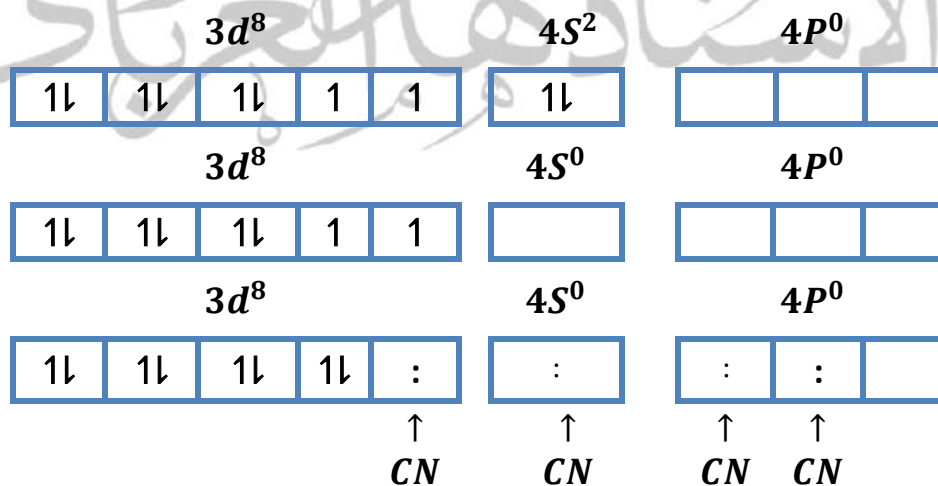 3d⁸ 4S² 4P⁰
1⇂ 1⇂ 1⇂ 1 1 1⇂
3d⁸ 4S⁰ 4P⁰
1⇂ 1⇂ 1⇂ 1 1
3d⁸ 4S⁰ 4P⁰
1⇂ 1⇂ 1⇂ 1⇂ : : : :
↑ ↑ ↑ ↑
CN CN CN CN